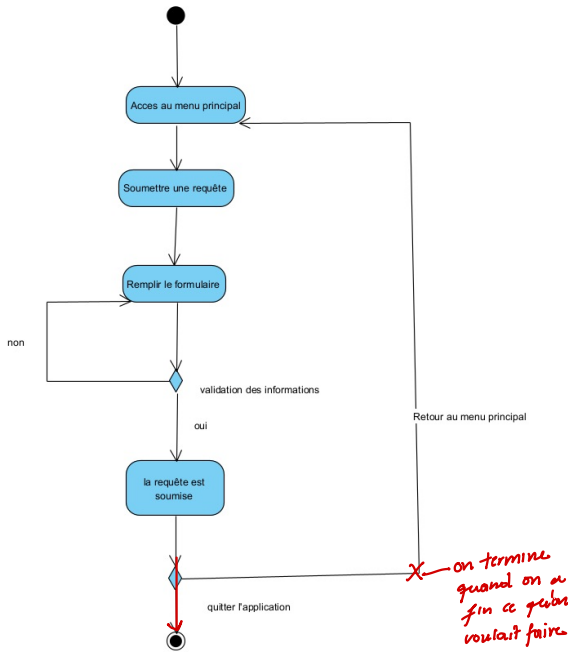 Acces au menu principal
Soumettre une requête
Remplir le formulaire
non
validation des informations
Retour au menu principal
oui
la requête est
soumise
on termine
quand on a
fin ce qu'on
voulait faire
quitter l'application